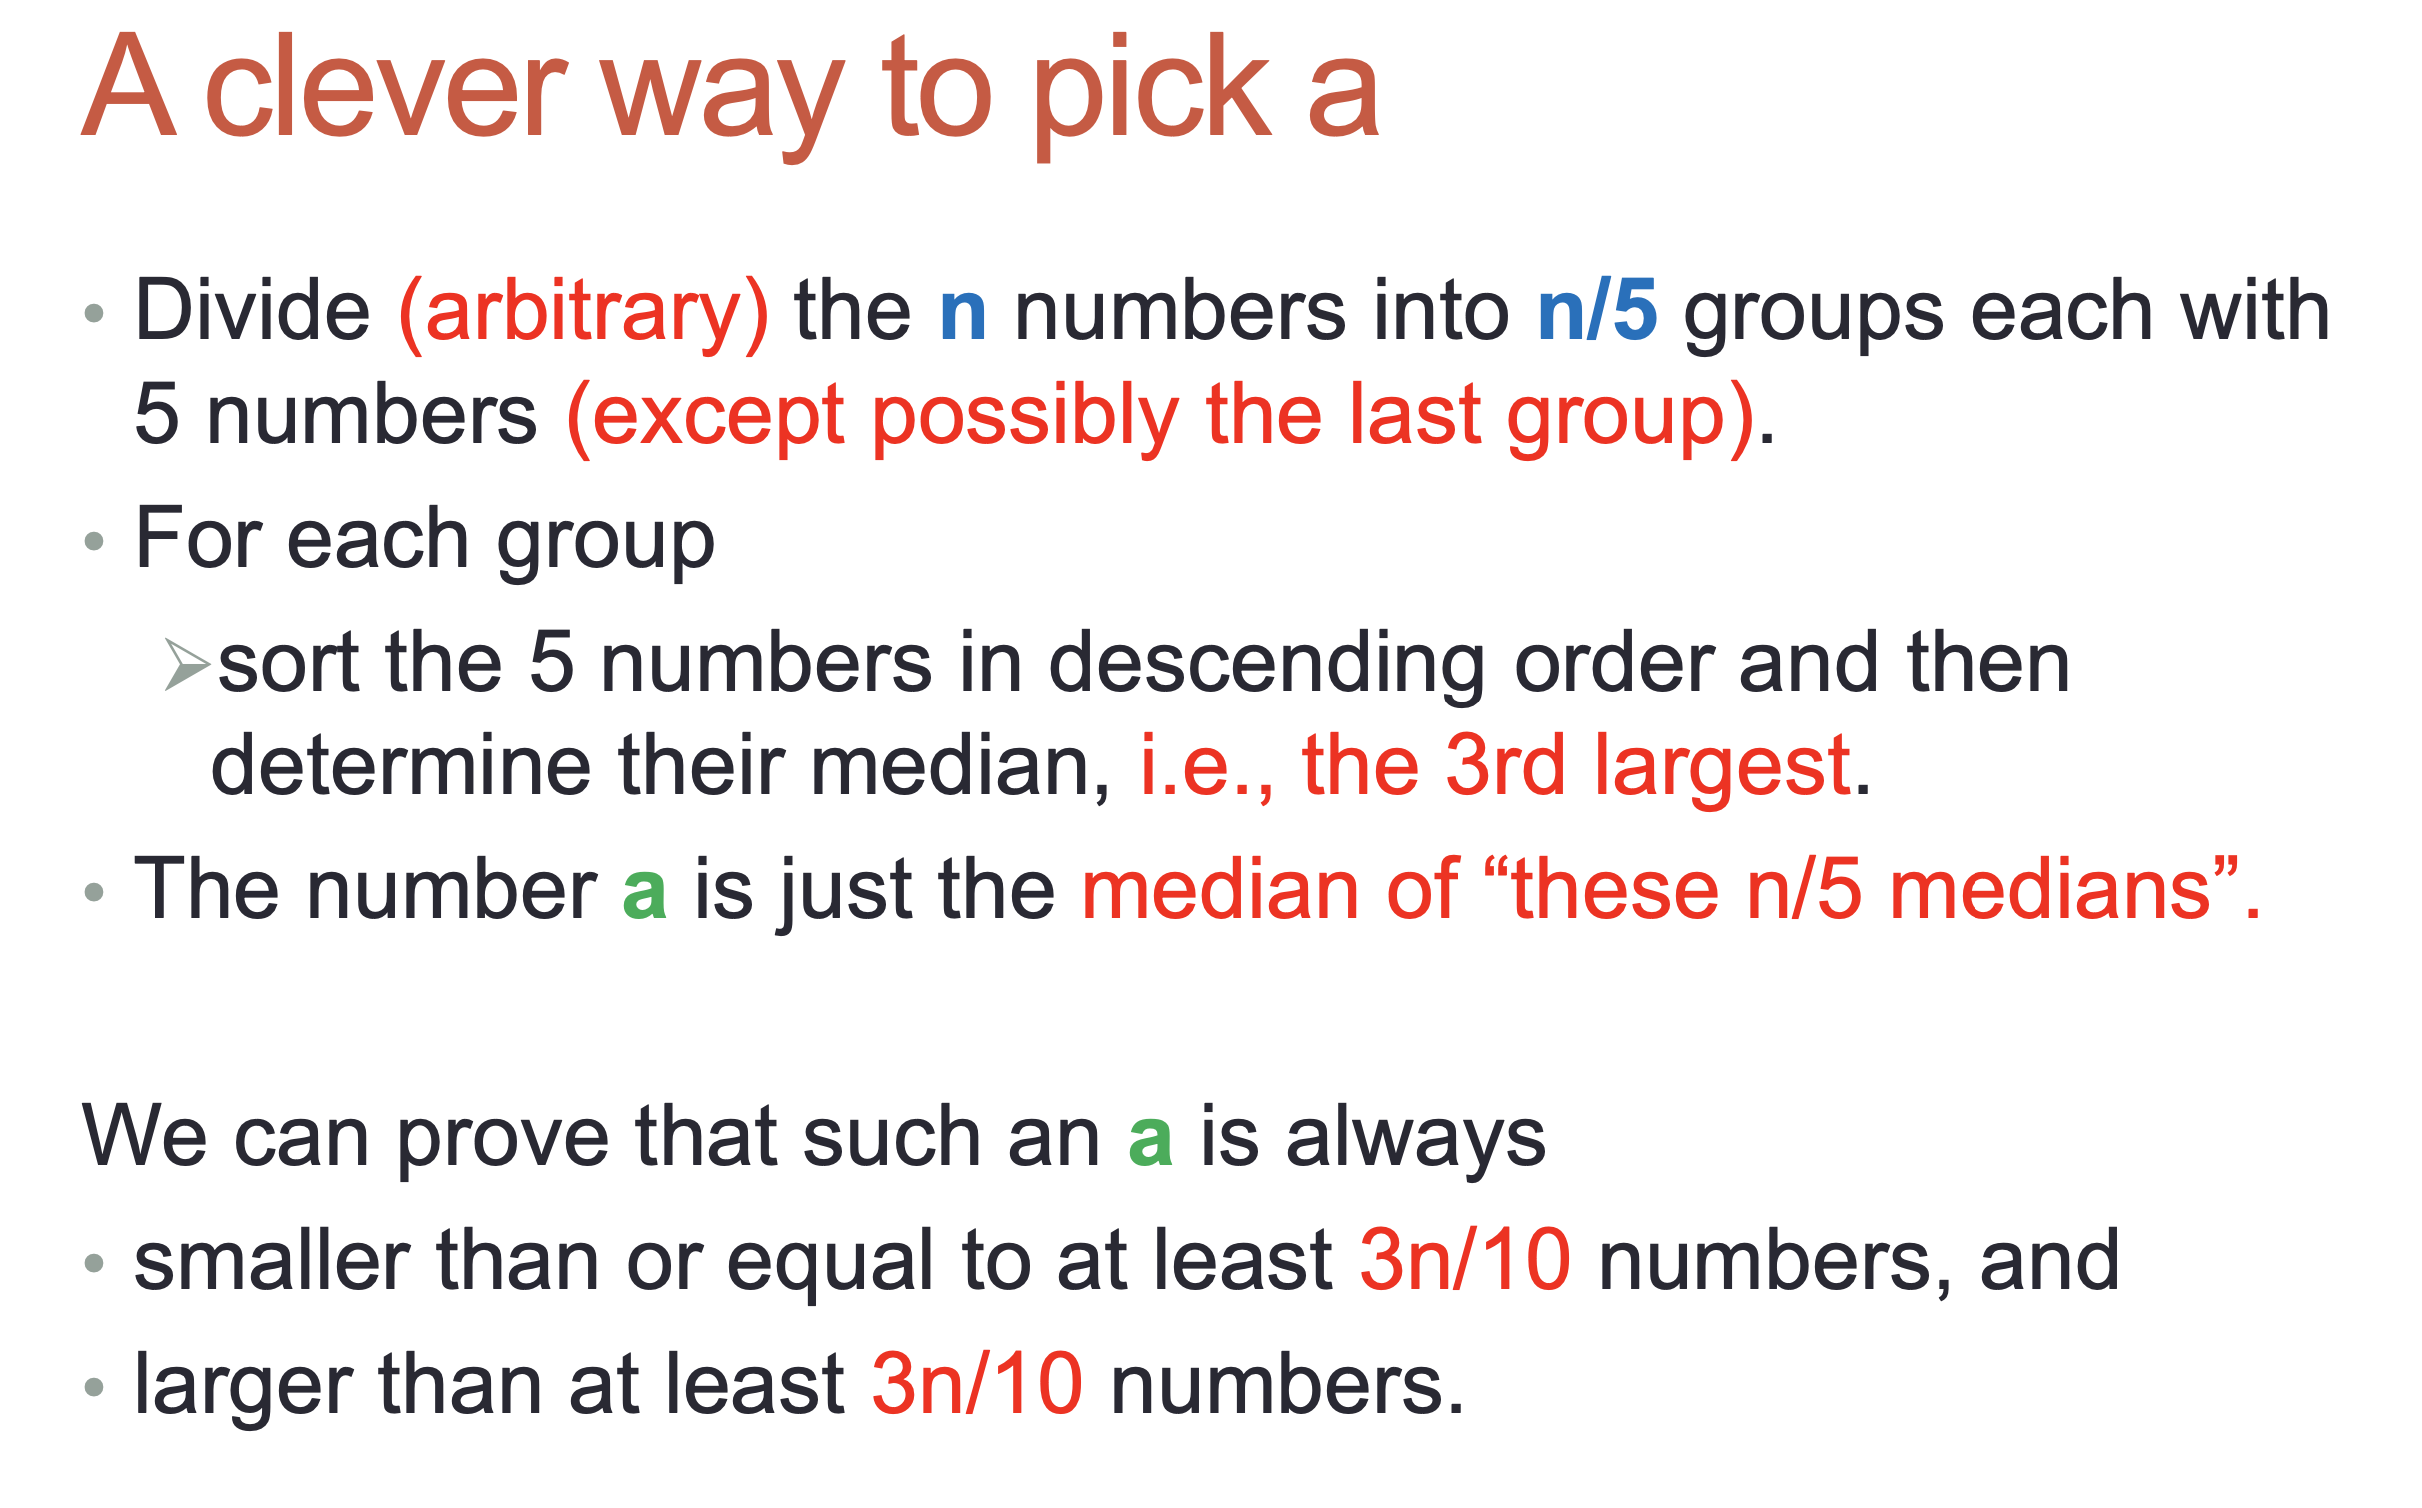 A clever way to pick a
• Divide (arbitrary) the n numbers into n/5 groups each with
5 numbers (except possibly the last group).
• For each group
➢sort the 5 numbers in descending order and then
determine their median, i.e., the 3rd largest.
• The number a is just the median of “these n/5 medians”.
We can prove that such an a is always
• smaller than or equal to at least 3n/10 numbers, and
• larger than at least 3n/10 numbers.